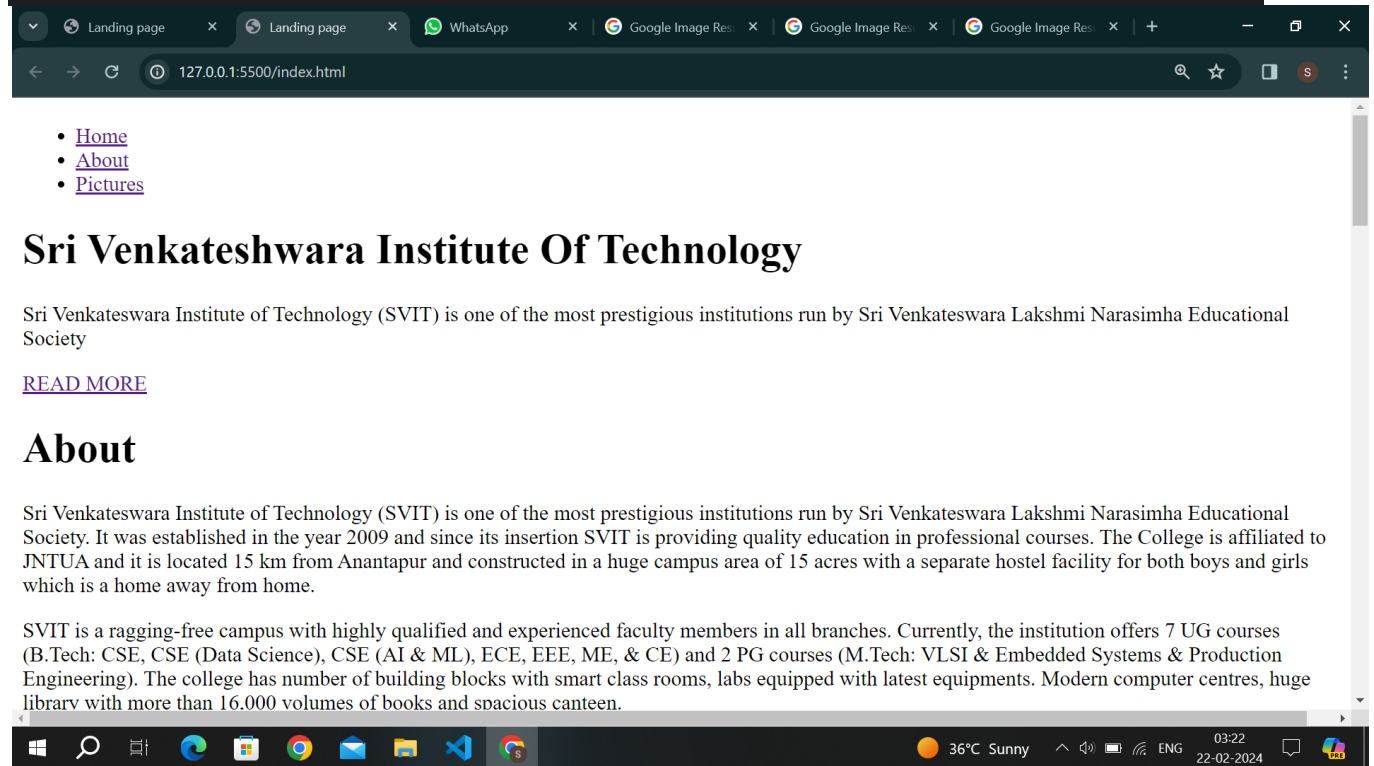 Landing page
Landing page
WhatsApp
Google Image Res
Google Image Res
Google Image Res
127.0.0.1:5500/index.html
S
Home
About
Pictures
Sri Venkateshwara Institute Of Technology
Sri Venkateswara Institute of Technology (SVIT) is one of the most prestigious institutions run by Sri Venkateswara Lakshmi Narasimha Educational
Society
READ MORE
About
Sri Venkateswara Institute of Technology (SVIT) is one of the most prestigious institutions run by Sri Venkateswara Lakshmi Narasimha Educational
Society. It was established in the year 2009 and since its insertion SVIT is providing quality education in professional courses. The College is affiliated to
JNTUA and it is located 15 km from Anantapur and constructed in a huge campus area of 15 acres with a separate hostel facility for both boys and girls
which is a home away from home.
SVIT is a ragging-free campus with highly qualified and experienced faculty members in all branches. Currently, the institution offers 7 UG courses
(B.Tech: CSE, CSE (Data Science), CSE (AI & ML), ECE, EEE, ME, & CE) and 2 PG courses (M.Tech: VLSI & Embedded Systems & Production
Engineering). The college has number of building blocks with smart class rooms, labs equipped with latest equipments. Modern computer centres, huge
library with more than 16,000 volumes of books and spacious canteen.
36°C Sunny
ENG
03:22
22-02-2024
PRE